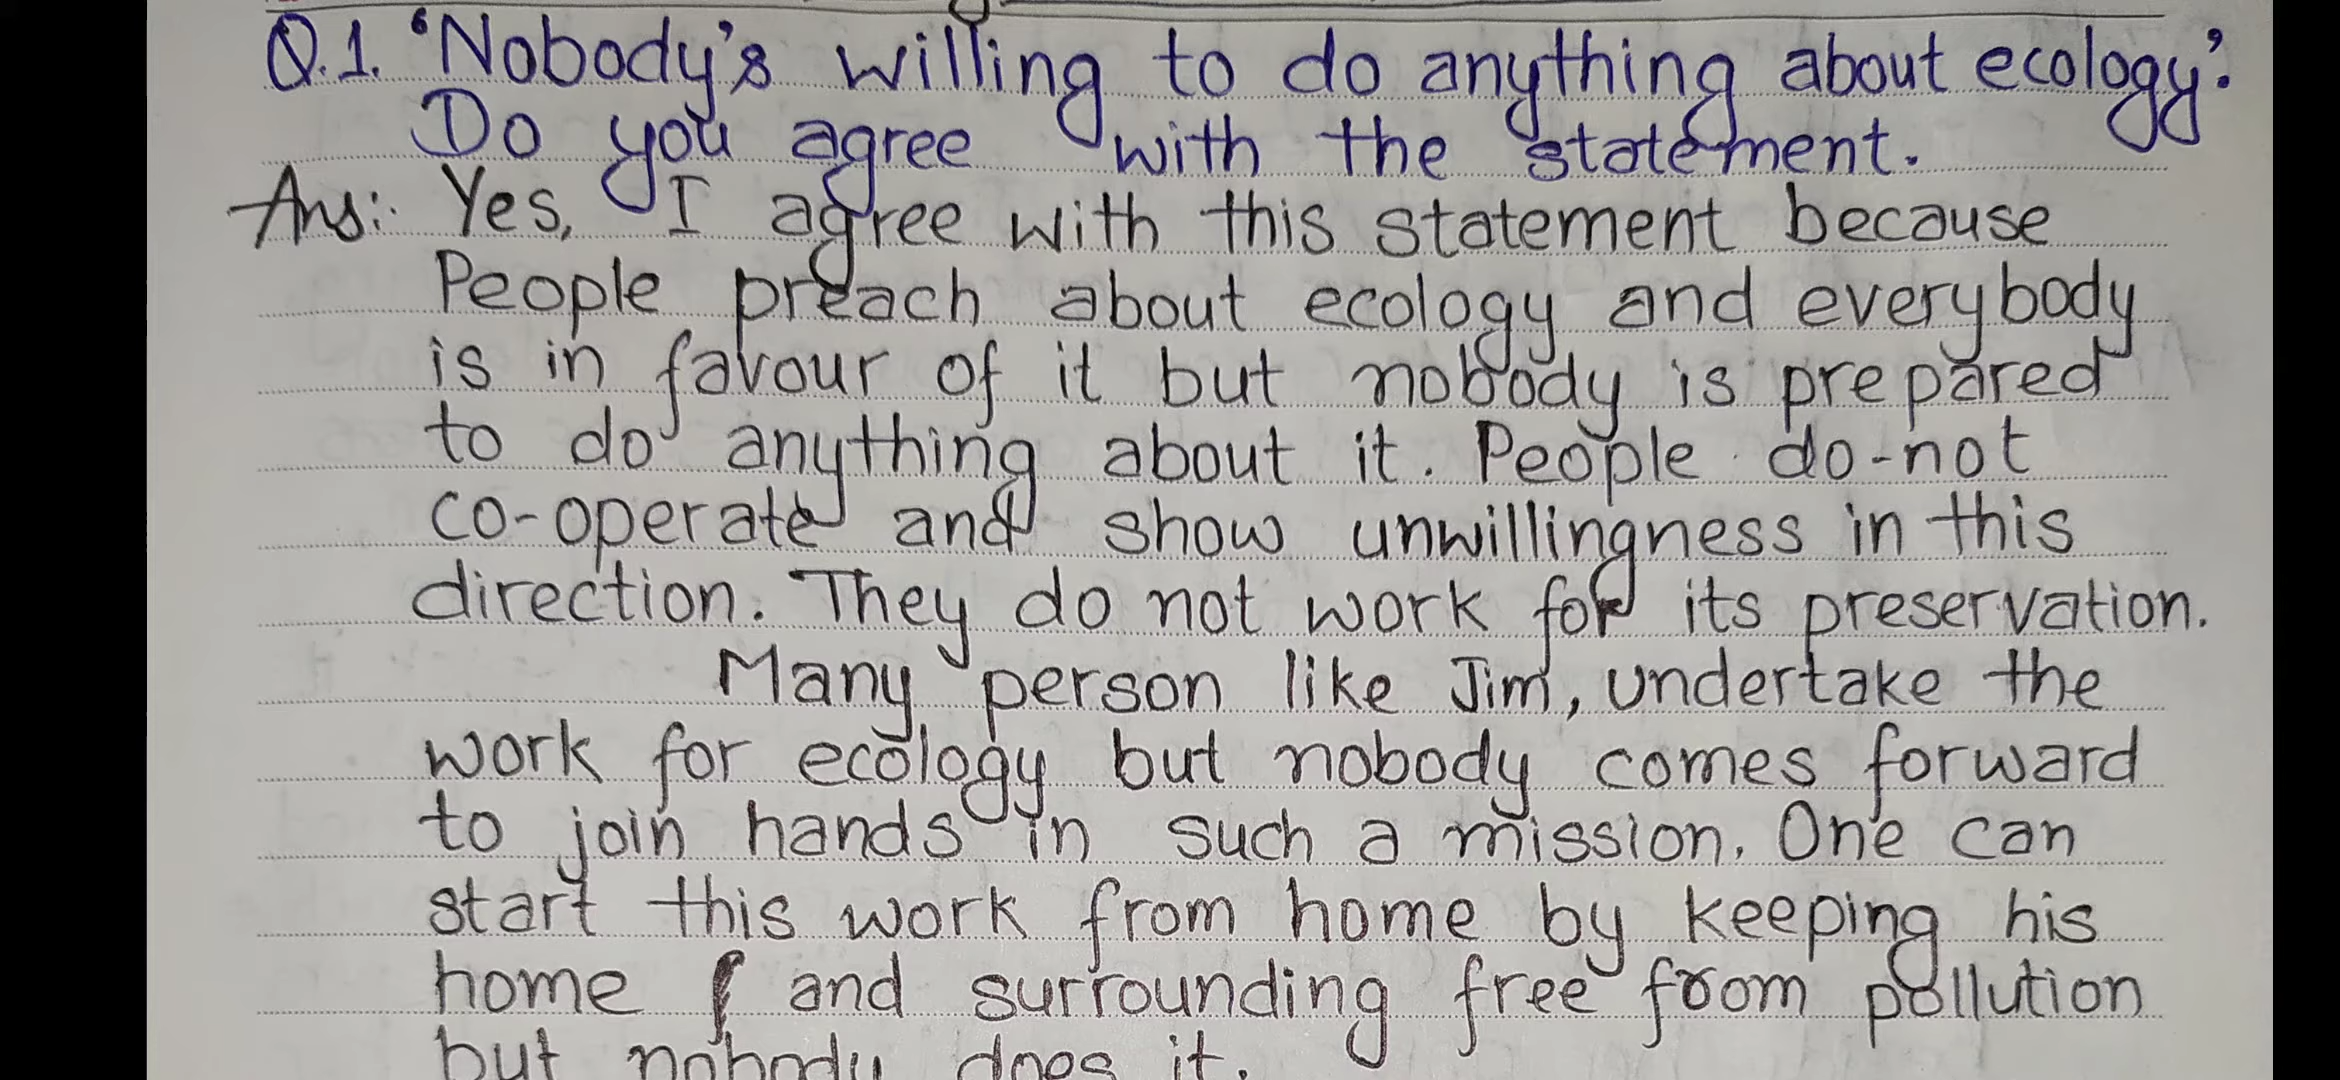 Q.1. 'Nobody's willing to do anything about ecology'.
Do you agree with the statement.
Ans:. Yes, I agree with this statement because
People preach about ecology and everybody
is in favour of it but nobody is prepared
to do anything about it. People do-not
co-operate and show unwillingness in this
direction. They do not work for its preservation.
Many person like Jim, undertake the
work for ecology but nobody comes forward
to join hands in such a mission. One can
start this work from home by keeping his
home and surrounding free from pollution
but nobody does it.